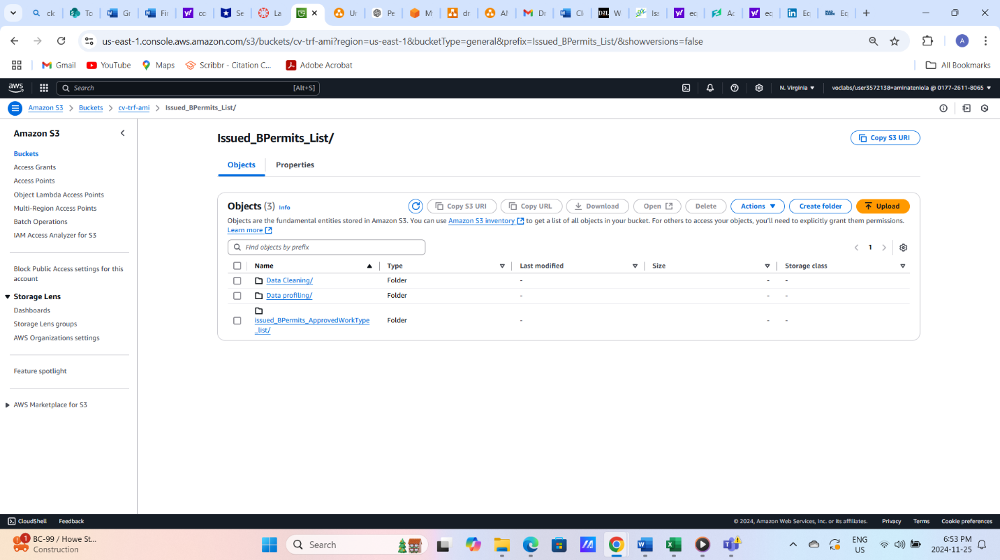 ck
To
Gr
Fir
co
Se
La
Ur
Pe
M
dr
Al
Dr
Cl
W
Iss
ec
Ac
ec
Ec
Ec
us-east-1.console.aws.amazon.com/s3/buckets/cv-trf-ami?region=us-east-1&bucketType=general&prefix=Issued_BPermits_List/&showversions=false
A
Gmail
YouTube
Maps
Scribbr - Citation C...
Adobe Acrobat
All Bookmarks
aws
Search
[Alt+S]
N. Virginia
voclabs/user3572138=aminateniola @ 0177-2611-8065
Amazon S3
Buckets
cv-trf-ami
Issued_BPermits_List/
Amazon S3
Buckets
Access Grants
Access Points
Object Lambda Access Points
Multi-Region Access Points
Batch Operations
IAM Access Analyzer for S3
Block Public Access settings for this
account
Storage Lens
Dashboards
Storage Lens groups
AWS Organizations settings
Feature spotlight
AWS Marketplace for S3
Issued_BPermits_List/
Copy S3 URI
Objects
Properties
Objects (3) Info
Copy S3 URI
Copy URL
Download
Open
Delete
Actions
Create folder
Upload
Objects are the fundamental entities stored in Amazon S3. You can use Amazon S3 inventory to get a list of all objects in your bucket. For others to access your objects, you'll need to explicitly grant them permissions.
Learn more
Find objects by prefix
1
Name Type Last modified Size Storage class
Data Cleaning/ Folder - - -
Data profiling/ Folder - - -
issued_BPermits_ApprovedWorkType Folder - - -
_list/
CloudShell
Feedback
© 2024, Amazon Web Services, Inc. or its affiliates.
Privacy
Terms
Cookie preferences
1
BC-99 / Howe St...
Construction
Search
ENG
US
6:53 PM
2024-11-25